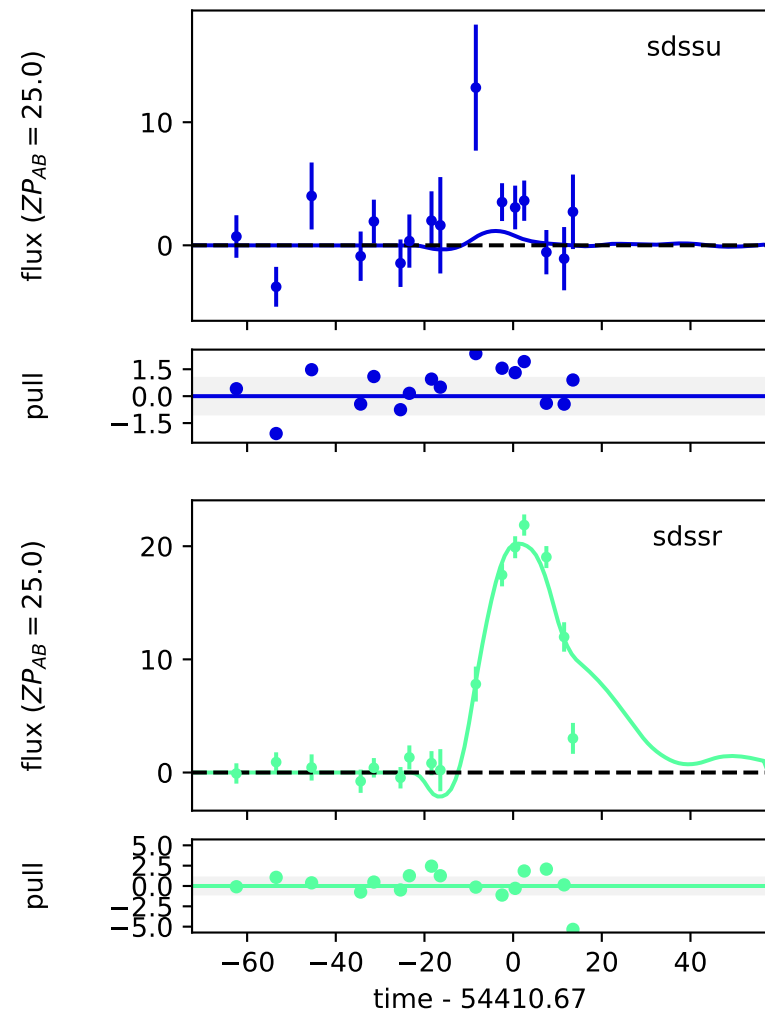 sdssu
flux (ZP_AB = 25.0)
10
0
pull
1.5
0.0
−1.5
sdssr
flux (ZP_AB = 25.0)
20
10
0
pull
5.0
2.5
0.0
−2.5
−5.0
−60 −40 −20 0 20 40
time - 54410.67